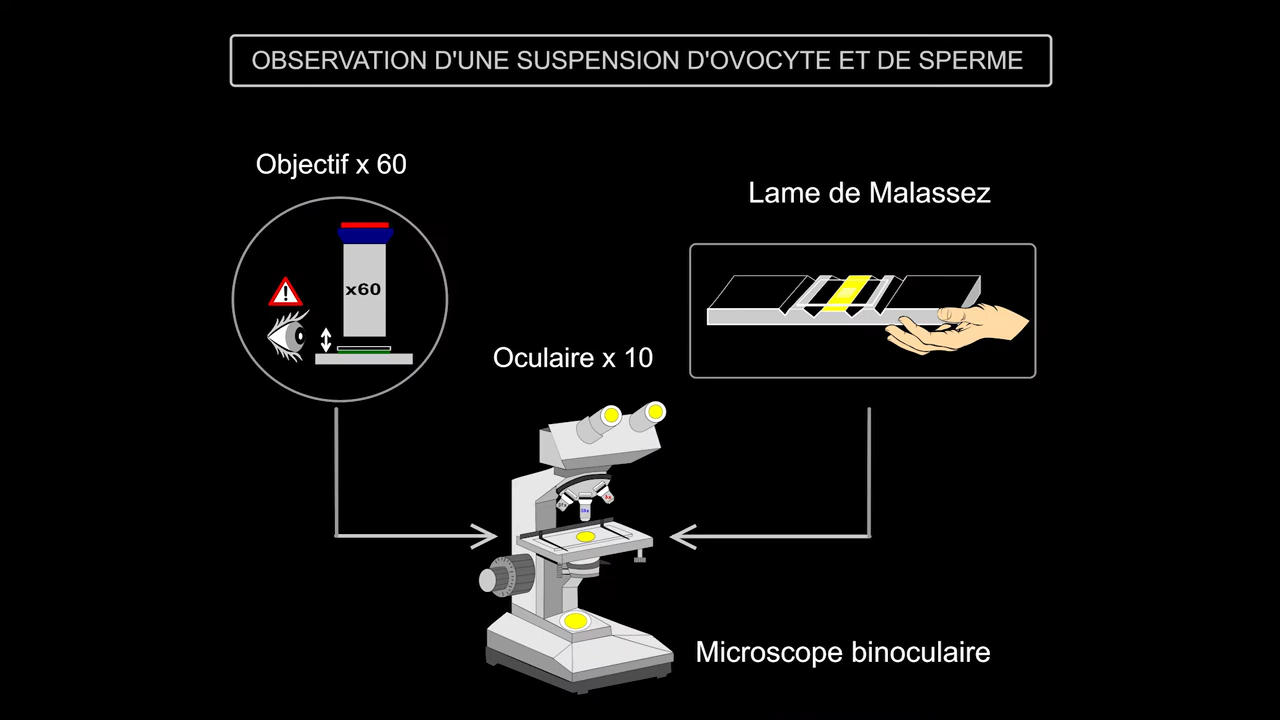 OBSERVATION D'UNE SUSPENSION D'OVOCYTE ET DE SPERME
Objectif x 60
Lame de Malassez
x60
!
Oculaire x 10
Microscope binoculaire